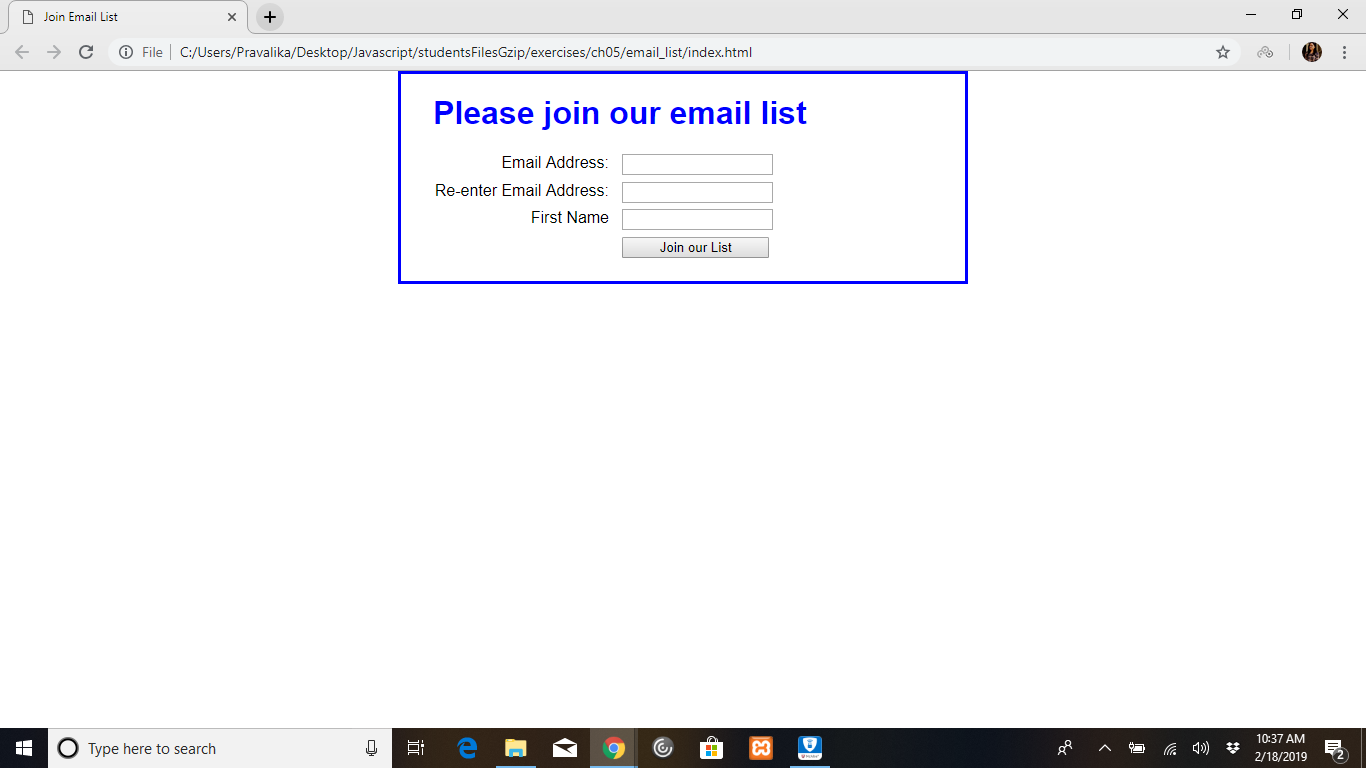 Join Email List
File
C:/Users/Pravalika/Desktop/Javascript/studentsFilesGzip/exercises/ch05/email_list/index.html
Please join our email list
Email Address:
Re-enter Email Address:
First Name
Join our List
Type here to search
10:37 AM
2/18/2019
2